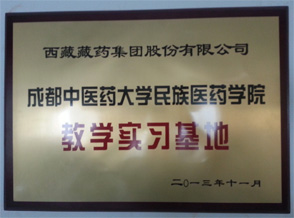 西藏藏药集团股份有限公司
成都中医药大学民族医药学院
教学实习基地
二〇一三年十一月